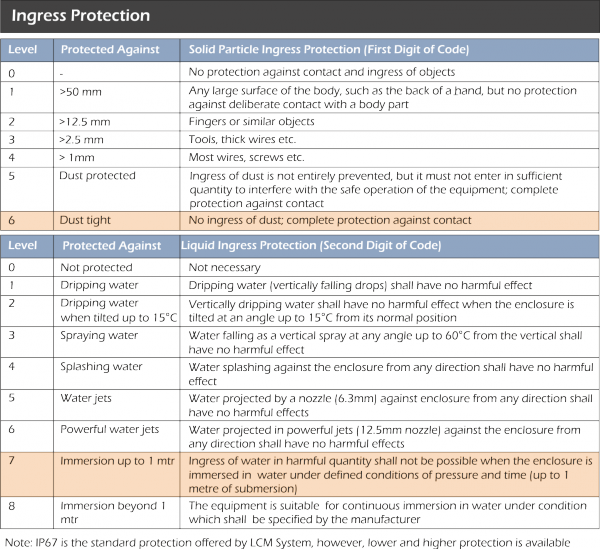 Ingress Protection
Level Protected Against Solid Particle Ingress Protection (First Digit of Code)
0 - No protection against contact and ingress of objects
1 >50 mm Any large surface of the body, such as the back of a hand, but no protection
against deliberate contact with a body part
2 >12.5 mm Fingers or similar objects
3 >2.5 mm Tools, thick wires etc.
4 > 1mm Most wires, screws etc.
5 Dust protected Ingress of dust is not entirely prevented, but it must not enter in sufficient
quantity to interfere with the safe operation of the equipment; complete
protection against contact
6 Dust tight No ingress of dust; complete protection against contact
Level Protected Against Liquid Ingress Protection (Second Digit of Code)
0 Not protected Not necessary
1 Dripping water Dripping water (vertically falling drops) shall have no harmful effect
2 Dripping water Vertically dripping water shall have no harmful effect when the enclosure is
when tilted up to 15°C tilted at an angle up to 15°C from its normal position
3 Spraying water Water falling as a vertical spray at any angle up to 60°C from the vertical shall
have no harmful effect
4 Splashing water Water splashing against the enclosure from any direction shall have no harmful
effect
5 Water jets Water projected by a nozzle (6.3mm) against enclosure from any direction shall
have no harmful effects
6 Powerful water jets Water projected in powerful jets (12.5mm nozzle) against the enclosure from
any direction shall have no harmful effects
7 Immersion up to 1 mtr Ingress of water in harmful quantity shall not be possible when the enclosure is
immersed in water under defined conditions of pressure and time (up to 1
metre of submersion)
8 Immersion beyond 1 The equipment is suitable for continuous immersion in water under condition
mtr which shall be specified by the manufacturer
Note: IP67 is the standard protection offered by LCM System, however, lower and higher protection is available